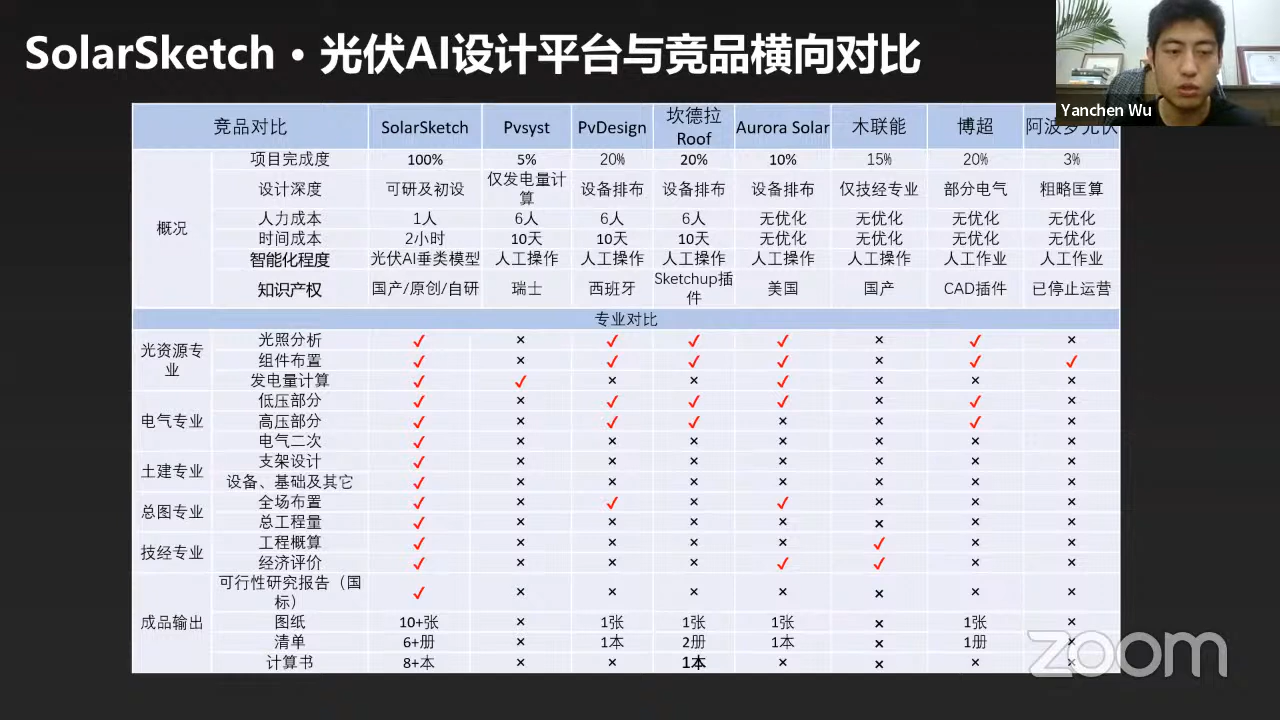 SolarSketch · 光伏AI设计平台与竞品横向对比
Yanchen Wu
竞品对比 SolarSketch Pvsyst PvDesign 坎德拉 Roof Aurora Solar 木联能 博超 阿波罗光伏
概况
项目完成度 100% 5% 20% 20% 10% 15% 20% 3%
设计深度 可研及初设 仅发电量计算 设备排布 设备排布 设备排布 仅技经专业 部分电气 粗略匡算
人力成本 1人 6人 6人 6人 无优化 无优化 无优化 无优化
时间成本 2小时 10天 10天 10天 无优化 无优化 无优化 无优化
智能化程度 光伏AI垂类模型 人工操作 人工操作 人工操作 人工操作 人工操作 人工作业 人工作业
知识产权 国产/原创/自研 瑞士 西班牙 Sketchup插件 美国 国产 CAD插件 已停止运营
专业对比
光资源专业
光照分析 ✓ × ✓ ✓ ✓ × ✓ ×
组件布置 ✓ × ✓ ✓ ✓ × ✓ ✓
发电量计算 ✓ ✓ × × ✓ × × ×
电气专业
低压部分 ✓ × ✓ ✓ ✓ × ✓ ×
高压部分 ✓ × ✓ ✓ × × ✓ ×
电气二次 ✓ × × × × × × ×
土建专业
支架设计 ✓ × × × × × × ×
设备、基础及其它 ✓ × × × × × × ×
总图专业
全场布置 ✓ × ✓ × ✓ × × ×
总工程量 ✓ × × × × × × ×
技经专业
工程概算 ✓ × × × × ✓ × ×
经济评价 ✓ × × × ✓ ✓ × ×
成品输出
可行性研究报告（国标） ✓ × × × × × × ×
图纸 10+张 × 1张 1张 1张 × 1张 ×
清单 6+册 × 1本 2册 1本 × 1册 ×
计算书 8+本 × × 1本 × × × ×
zoom